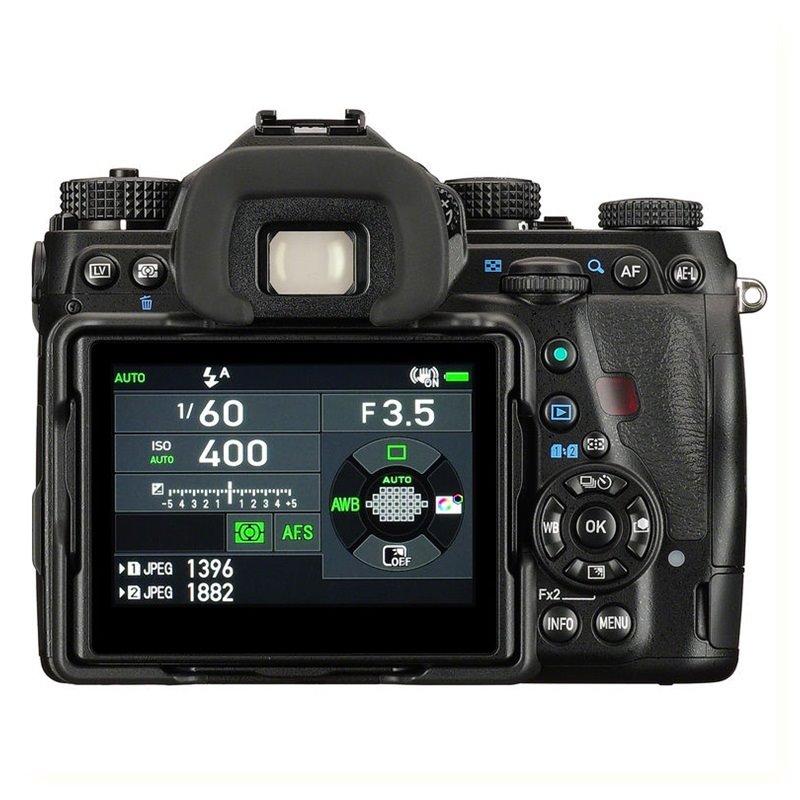 LV
AF
AE-L
AUTO
A
ON
1/60
F3.5
ISO
AUTO
400
-5 4 3 2 1 1 2 3 4 +5
AF.S
AUTO
AWB
OFF
1 JPEG 1396
2 JPEG 1882
1:2
WB
OK
Fx2
INFO
MENU